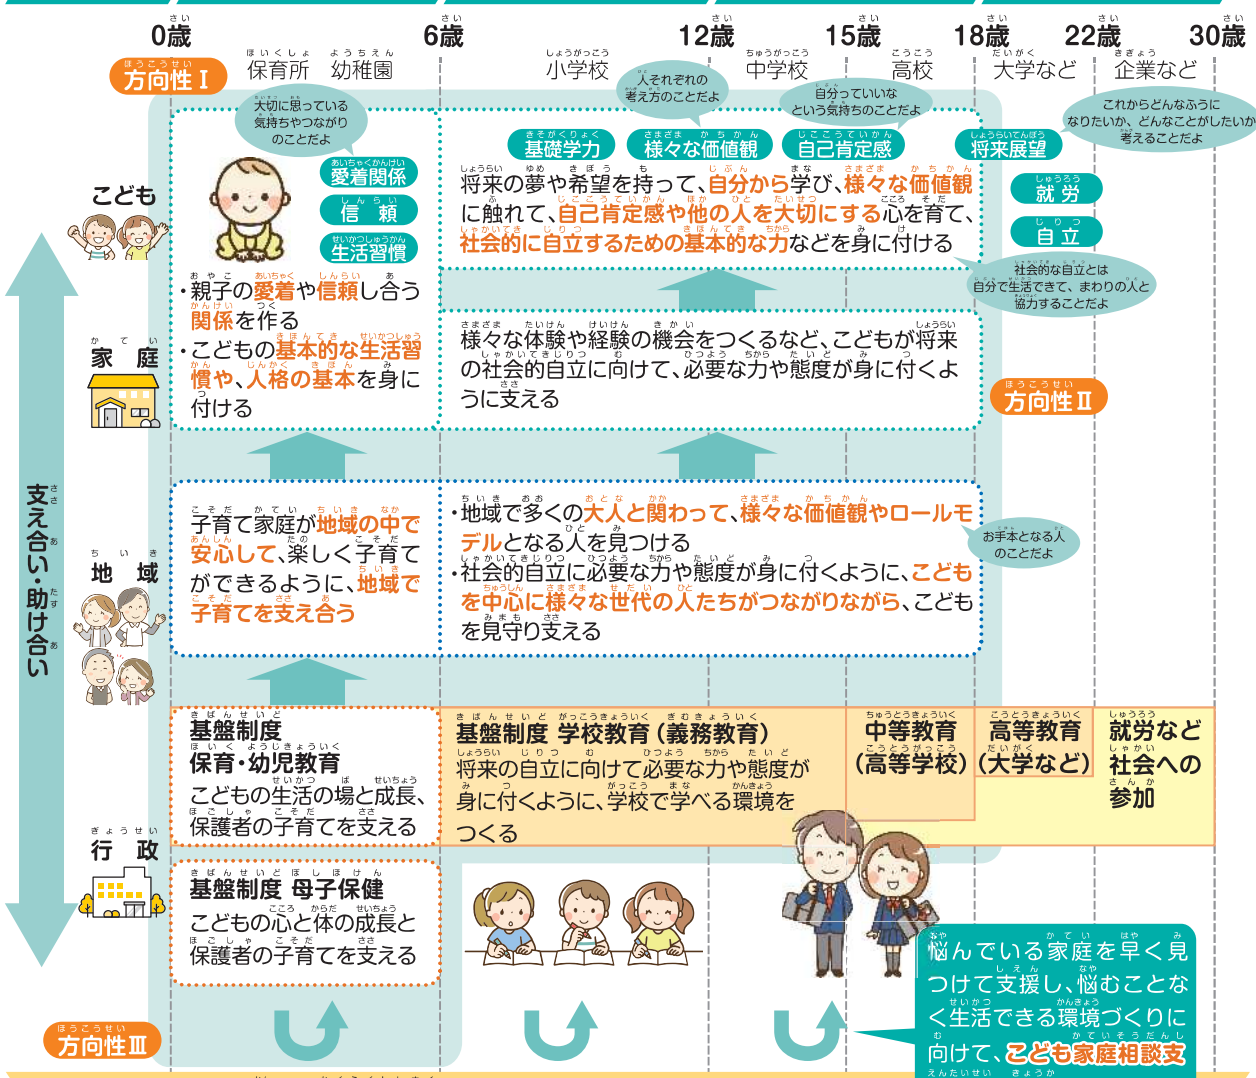 0歳 6歳 12歳 15歳 18歳 22歳 30歳
方向性Ⅰ
保育所 幼稚園 小学校 中学校 高校 大学など 企業など
大切に思っている
気持ちやつながり
のことだよ
人それぞれの
考え方のことだよ
自分っていいな
という気持ちのことだよ
これからどんなふうに
なりたいか、どんなことがしたいか
考えることだよ
こども
愛着関係
信頼
生活習慣
基礎学力 様々な価値観 自己肯定感 将来展望
就労
自立
将来の夢や希望を持って、自分から学び、様々な価値観
に触れて、自己肯定感や他の人を大切にする心を育て、
社会的に自立するための基本的な力などを身に付ける
社会的な自立とは
自分で生活できて、まわりの人と
協力することだよ
・親子の愛着や信頼し合う
関係を作る
・こどもの基本的な生活習
慣や、人格の基本を身に
付ける
家庭
様々な体験や経験の機会をつくるなど、こどもが将来
の社会的自立に向けて、必要な力や態度が身に付くよ
うに支える
方向性Ⅱ
支え合い・助け合い
地域
子育て家庭が地域の中で
安心して、楽しく子育て
ができるように、地域で
子育てを支え合う
・地域で多くの大人と関わって、様々な価値観やロールモ
デルとなる人を見つける
・社会的自立に必要な力や態度が身に付くように、こども
を中心に様々な世代の人たちがつながりながら、こども
を見守り支える
お手本となる人
のことだよ
行政
基盤制度
保育・幼児教育
こどもの生活の場と成長、
保護者の子育てを支える
基盤制度 学校教育(義務教育)
将来の自立に向けて必要な力や態度が
身に付くように、学校で学べる環境を
つくる
中等教育
(高等学校)
高等教育
(大学など)
就労など
社会への
参加
基盤制度 母子保健
こどもの心と体の成長と
保護者の子育てを支える
方向性Ⅲ
悩んでいる家庭を早く見
つけて支援し、悩むことな
く生活できる環境づくりに
向けて、こども家庭相談支